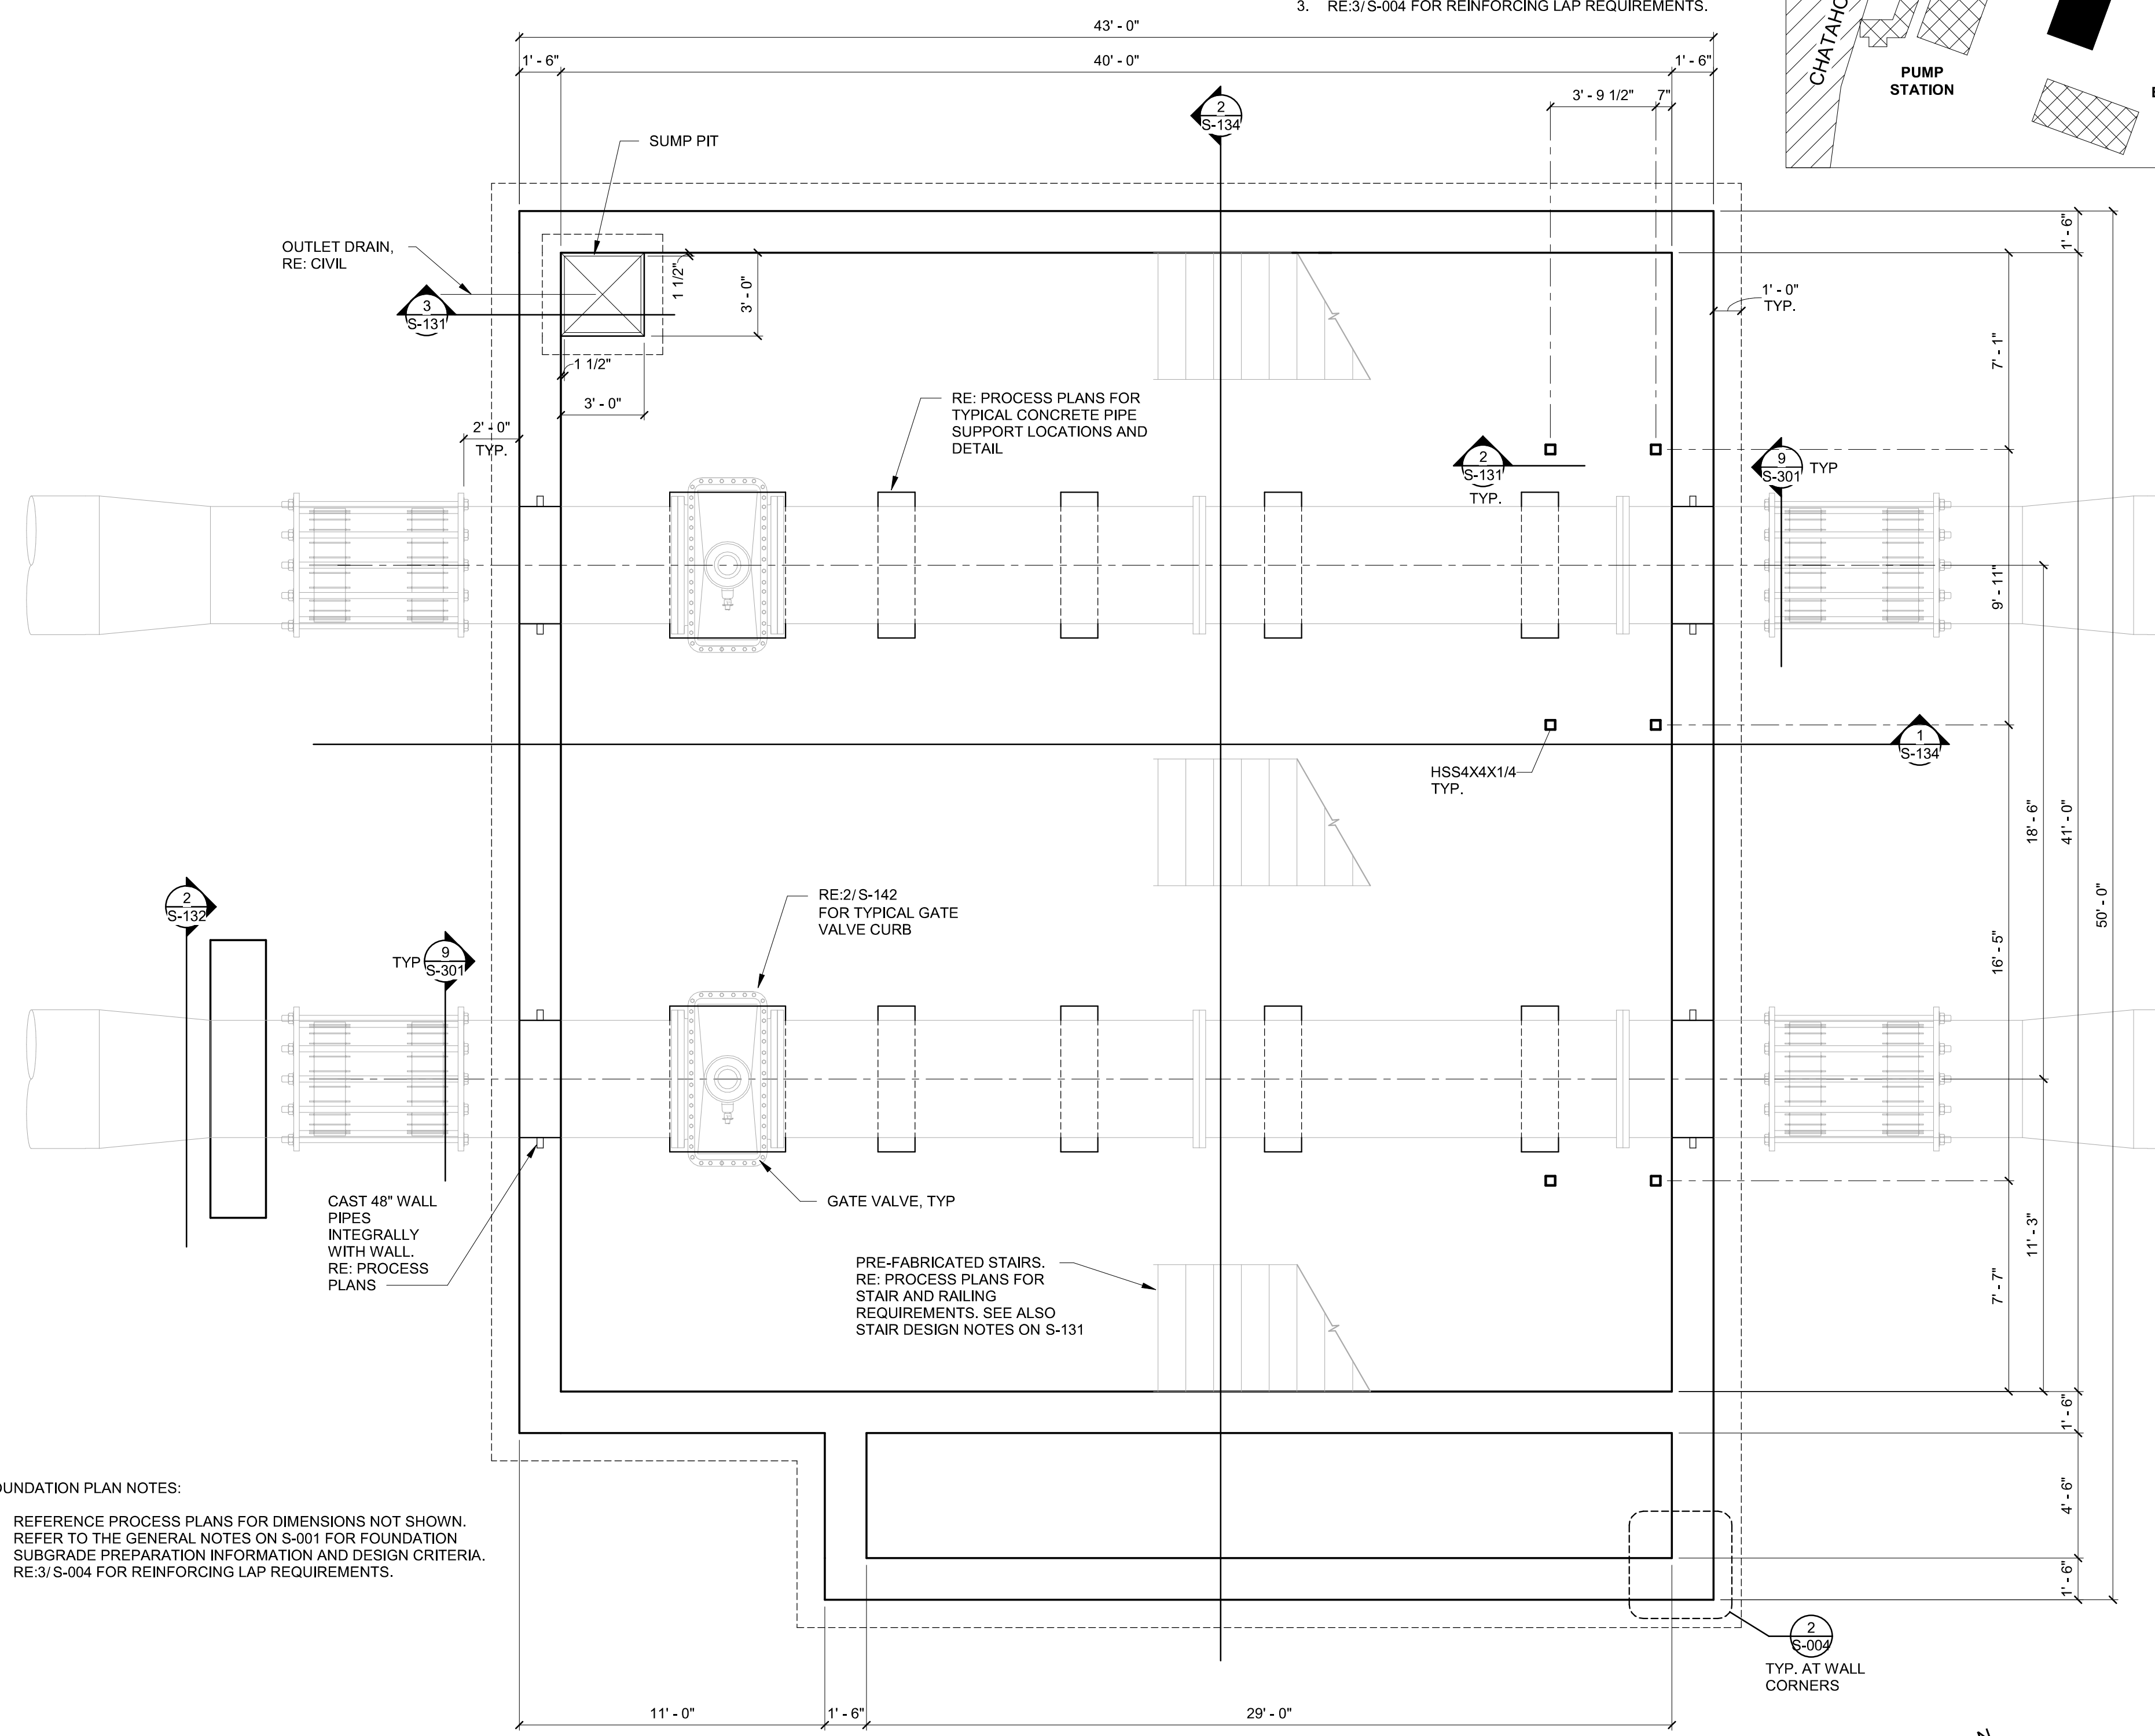 3. RE:3/S-004 FOR REINFORCING LAP REQUIREMENTS.
43' - 0"
1' - 6"
40' - 0"
1' - 6"
3' - 9 1/2"
7"
PUMP
STATION
2
S-134
SUMP PIT
OUTLET DRAIN,
RE: CIVIL
3
S-131
1 1/2"
3' - 0"
1 1/2"
3' - 0"
2' - 0"
TYP.
1' - 6"
1' - 0"
TYP.
7' - 1"
RE: PROCESS PLANS FOR
TYPICAL CONCRETE PIPE
SUPPORT LOCATIONS AND
DETAIL
2
S-131
TYP.
9
S-301
TYP
9' - 11"
HSS4X4X1/4
TYP.
1
S-134
18' - 6"
41' - 0"
50' - 0"
2
S-132
TYP
9
S-301
RE:2/S-142
FOR TYPICAL GATE
VALVE CURB
16' - 5"
CAST 48" WALL
PIPES
INTEGRALLY
WITH WALL.
RE: PROCESS
PLANS
GATE VALVE, TYP
PRE-FABRICATED STAIRS.
RE: PROCESS PLANS FOR
STAIR AND RAILING
REQUIREMENTS. SEE ALSO
STAIR DESIGN NOTES ON S-131
11' - 3"
7' - 7"
1' - 6"
4' - 6"
1' - 6"
OUNDATION PLAN NOTES:
REFERENCE PROCESS PLANS FOR DIMENSIONS NOT SHOWN.
REFER TO THE GENERAL NOTES ON S-001 FOR FOUNDATION
SUBGRADE PREPARATION INFORMATION AND DESIGN CRITERIA.
RE:3/S-004 FOR REINFORCING LAP REQUIREMENTS.
2
S-004
TYP. AT WALL
CORNERS
11' - 0"
1' - 6"
29' - 0"